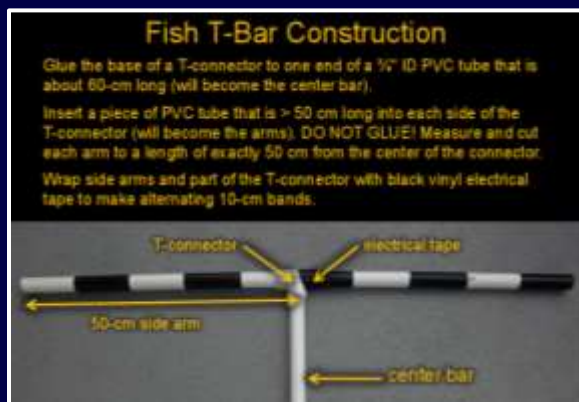 Fish T-Bar Construction
Glue the base of a T-connector to one end of a ¾" ID PVC tube that is
about 60-cm long (will become the center bar).
Insert a piece of PVC tube that is > 50 cm long into each side of the
T-connector (will become the arms). DO NOT GLUE! Measure and cut
each arm to a length of exactly 50 cm from the center of the connector.
Wrap side arms and part of the T-connector with black vinyl electrical
tape to make alternating 10-cm bands.
T-connector
electrical tape
50-cm side arm
center bar